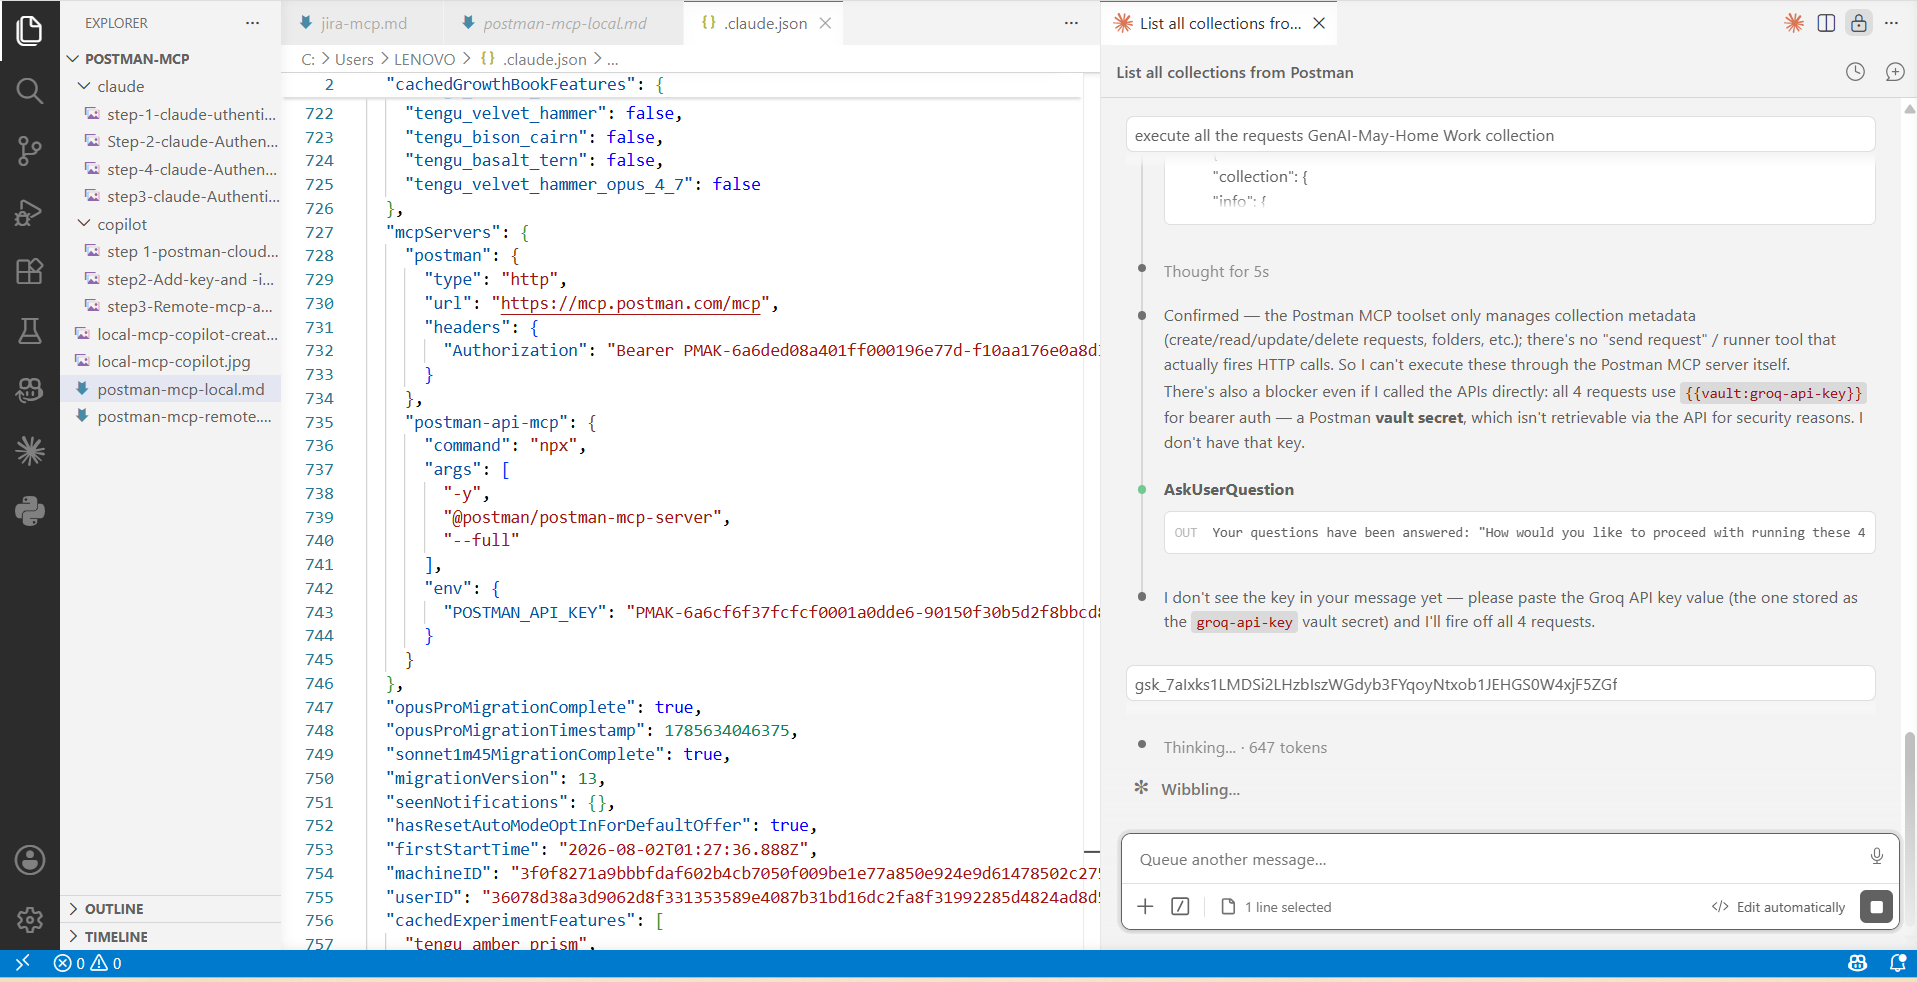 EXPLORER
POSTMAN-MCP
claude
step-1-claude-uthenti...
Step-2-claude-Authen...
step-4-claude-Authen...
step3-claude-Authenti...
copilot
step 1-postman-cloud...
step2-Add-key-and -i...
step3-Remote-mcp-a...
local-mcp-copilot-creat...
local-mcp-copilot.jpg
postman-mcp-local.md
postman-mcp-remote....
OUTLINE
TIMELINE
0 0
jira-mcp.md
postman-mcp-local.md
{} .claude.json
C: > Users > LENOVO > {} .claude.json > ...
2 "cachedGrowthBookFeatures": {
722 "tengu_velvet_hammer": false,
723 "tengu_bison_cairn": false,
724 "tengu_basalt_tern": false,
725 "tengu_velvet_hammer_opus_4_7": false
726 },
727 "mcpServers": {
728 "postman": {
729 "type": "http",
730 "url": "https://mcp.postman.com/mcp",
731 "headers": {
732 "Authorization": "Bearer PMAK-6a6ded08a401ff000196e77d-f10aa176e0a8d
733 }
734 },
735 "postman-api-mcp": {
736 "command": "npx",
737 "args": [
738 "-y",
739 "@postman/postman-mcp-server",
740 "--full"
741 ],
742 "env": {
743 "POSTMAN_API_KEY": "PMAK-6a6cf6f37fcfcf0001a0dde6-90150f30b5d2f8bbcd
744 }
745 }
746 },
747 "opusProMigrationComplete": true,
748 "opusProMigrationTimestamp": 1785634046375,
749 "sonnet1m45MigrationComplete": true,
750 "migrationVersion": 13,
751 "seenNotifications": {},
752 "hasResetAutoModeOptInForDefaultOffer": true,
753 "firstStartTime": "2026-08-02T01:27:36.888Z",
754 "machineID": "3f0f8271a9bbbfdaf602b4cb7050f009be1e77a850e924e9d61478502c27
755 "userID": "36078d38a3d9062d8f331353589e4087b31bd16dc2fa8f31992285d4824ad8d
756 "cachedExperimentFeatures": [
757 "tengu_amber_prism",
List all collections fro...
List all collections from Postman
execute all the requests GenAI-May-Home Work collection
"collection": {
"info": {
Thought for 5s
Confirmed — the Postman MCP toolset only manages collection metadata
(create/read/update/delete requests, folders, etc.); there's no "send request" / runner tool that
actually fires HTTP calls. So I can't execute these through the Postman MCP server itself.
There's also a blocker even if I called the APIs directly: all 4 requests use {{vault:groq-api-key}}
for bearer auth — a Postman vault secret, which isn't retrievable via the API for security reasons. I
don't have that key.
AskUserQuestion
OUT Your questions have been answered: "How would you like to proceed with running these 4
I don't see the key in your message yet — please paste the Groq API key value (the one stored as
the groq-api-key vault secret) and I'll fire off all 4 requests.
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
Thinking... · 647 tokens
Wibbling...
Queue another message...
1 line selected
</> Edit automatically